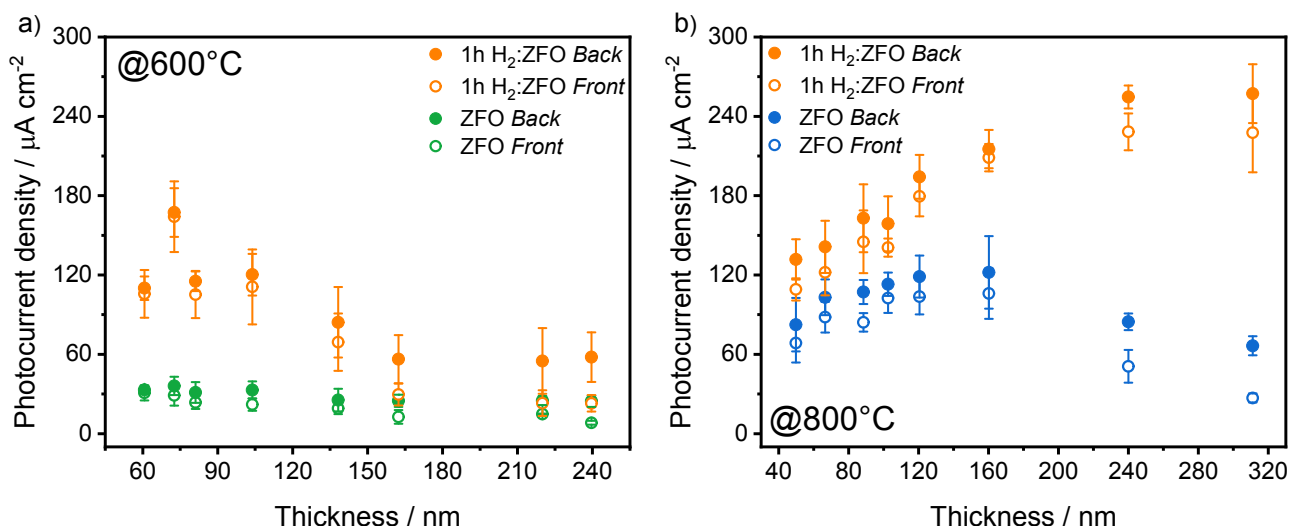 a)
@600°C
1h H₂:ZFO Back
1h H₂:ZFO Front
ZFO Back
ZFO Front
Photocurrent density / μA cm⁻²
300
240
180
120
60
0
60 90 120 150 180 210 240
Thickness / nm
b)
1h H₂:ZFO Back
1h H₂:ZFO Front
ZFO Back
ZFO Front
@800°C
Photocurrent density / μA cm⁻²
300
240
180
120
60
0
40 80 120 160 200 240 280 320
Thickness / nm